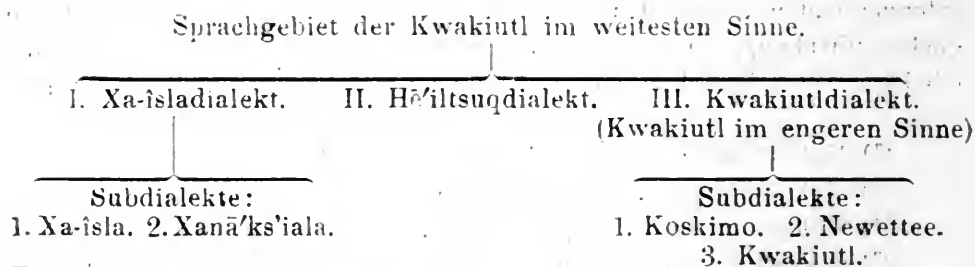 Sprachgebiet der Kwakiutl im weitesten Sinne.
I. Xa-îsladialekt. II. Hē'iltsuqdialekt. III. Kwakiutldialekt.
(Kwakiutl im engeren Sinne)
Subdialekte: Subdialekte:
1. Xa-îsla. 2. Xanā'ks'iala. 1. Koskimo. 2. Newettee.
3. Kwakiutl.